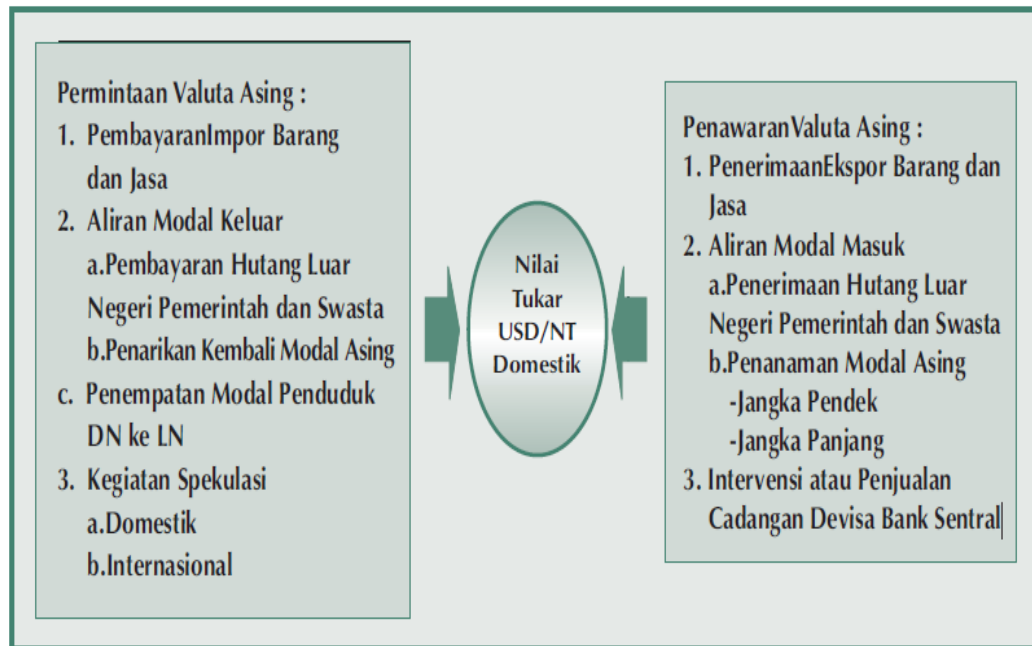 Permintaan Valuta Asing :
1. PembayaranImpor Barang
dan Jasa
2. Aliran Modal Keluar
a.Pembayaran Hutang Luar
Negeri Pemerintah dan Swasta
b.Penarikan Kembali Modal Asing
c. Penempatan Modal Penduduk
DN ke LN
3. Kegiatan Spekulasi
a.Domestik
b.Internasional
Nilai
Tukar
USD/NT
Domestik
PenawaranValuta Asing :
1. PenerimaanEkspor Barang dan
Jasa
2. Aliran Modal Masuk
a.Penerimaan Hutang Luar
Negeri Pemerintah dan Swasta
b.Penanaman Modal Asing
-Jangka Pendek
-Jangka Panjang
3. Intervensi atau Penjualan
Cadangan Devisa Bank Sentral